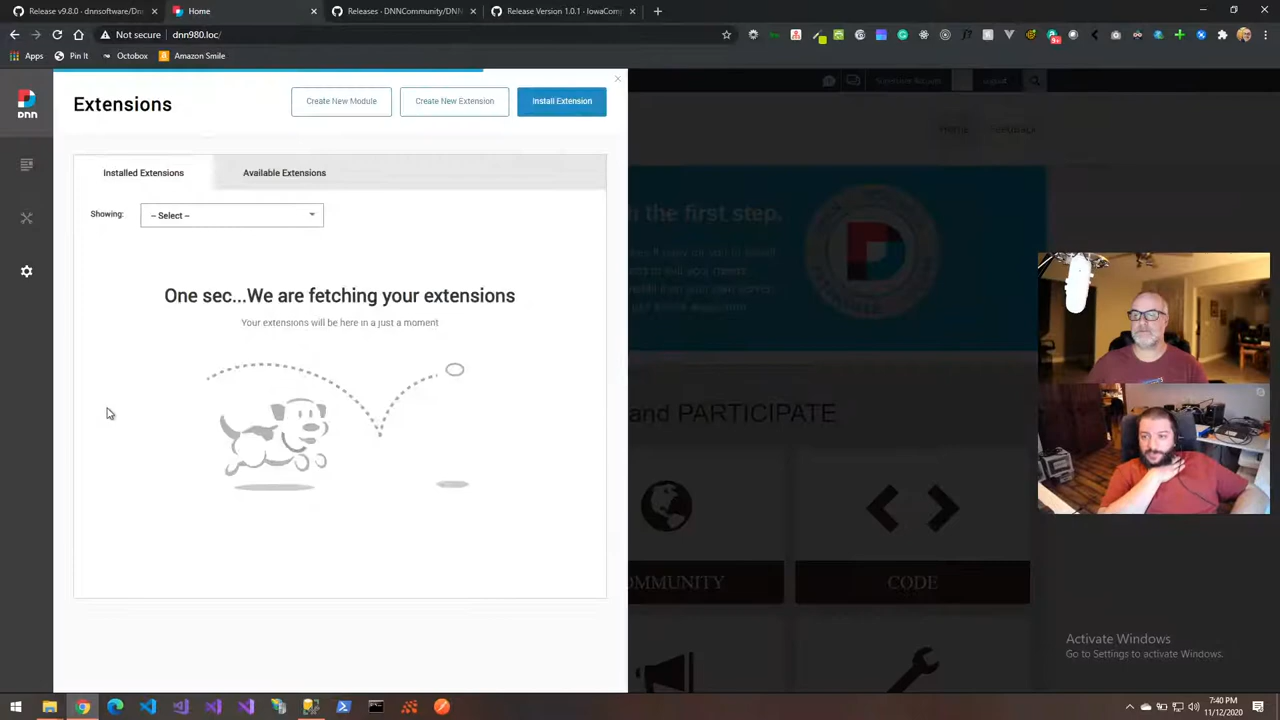 Release v9.8.0 - dnnsoftware/Dn
Home
Releases - DNNCommunity/DNN
Release Version 1.0.1 - IowaComp
Not secure
dnn980.loc/
Apps
Pin It
Octobox
Amazon Smile
DNN
Extensions
Create New Module
Create New Extension
Install Extension
Installed Extensions
Available Extensions
Showing:
-- Select --
One sec...We are fetching your extensions
Your extensions will be here in a just a moment
Home
the first step.
and PARTICIPATE
OMMUNITY
CODE
Activate Windows
Go to Settings to activate Windows.
7:40 PM
11/12/2020